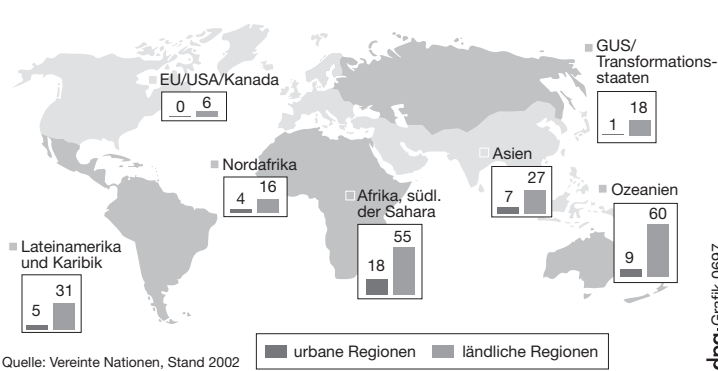 GUS/
Transformations-
staaten
1 18
EU/USA/Kanada
0 6
Nordafrika
4 16
Asien
7 27
Afrika, südl.
der Sahara
18 55
Ozeanien
9 60
Lateinamerika
und Karibik
5 31
urbane Regionen ländliche Regionen
Quelle: Vereinte Nationen, Stand 2002
dpa·Grafik 0697